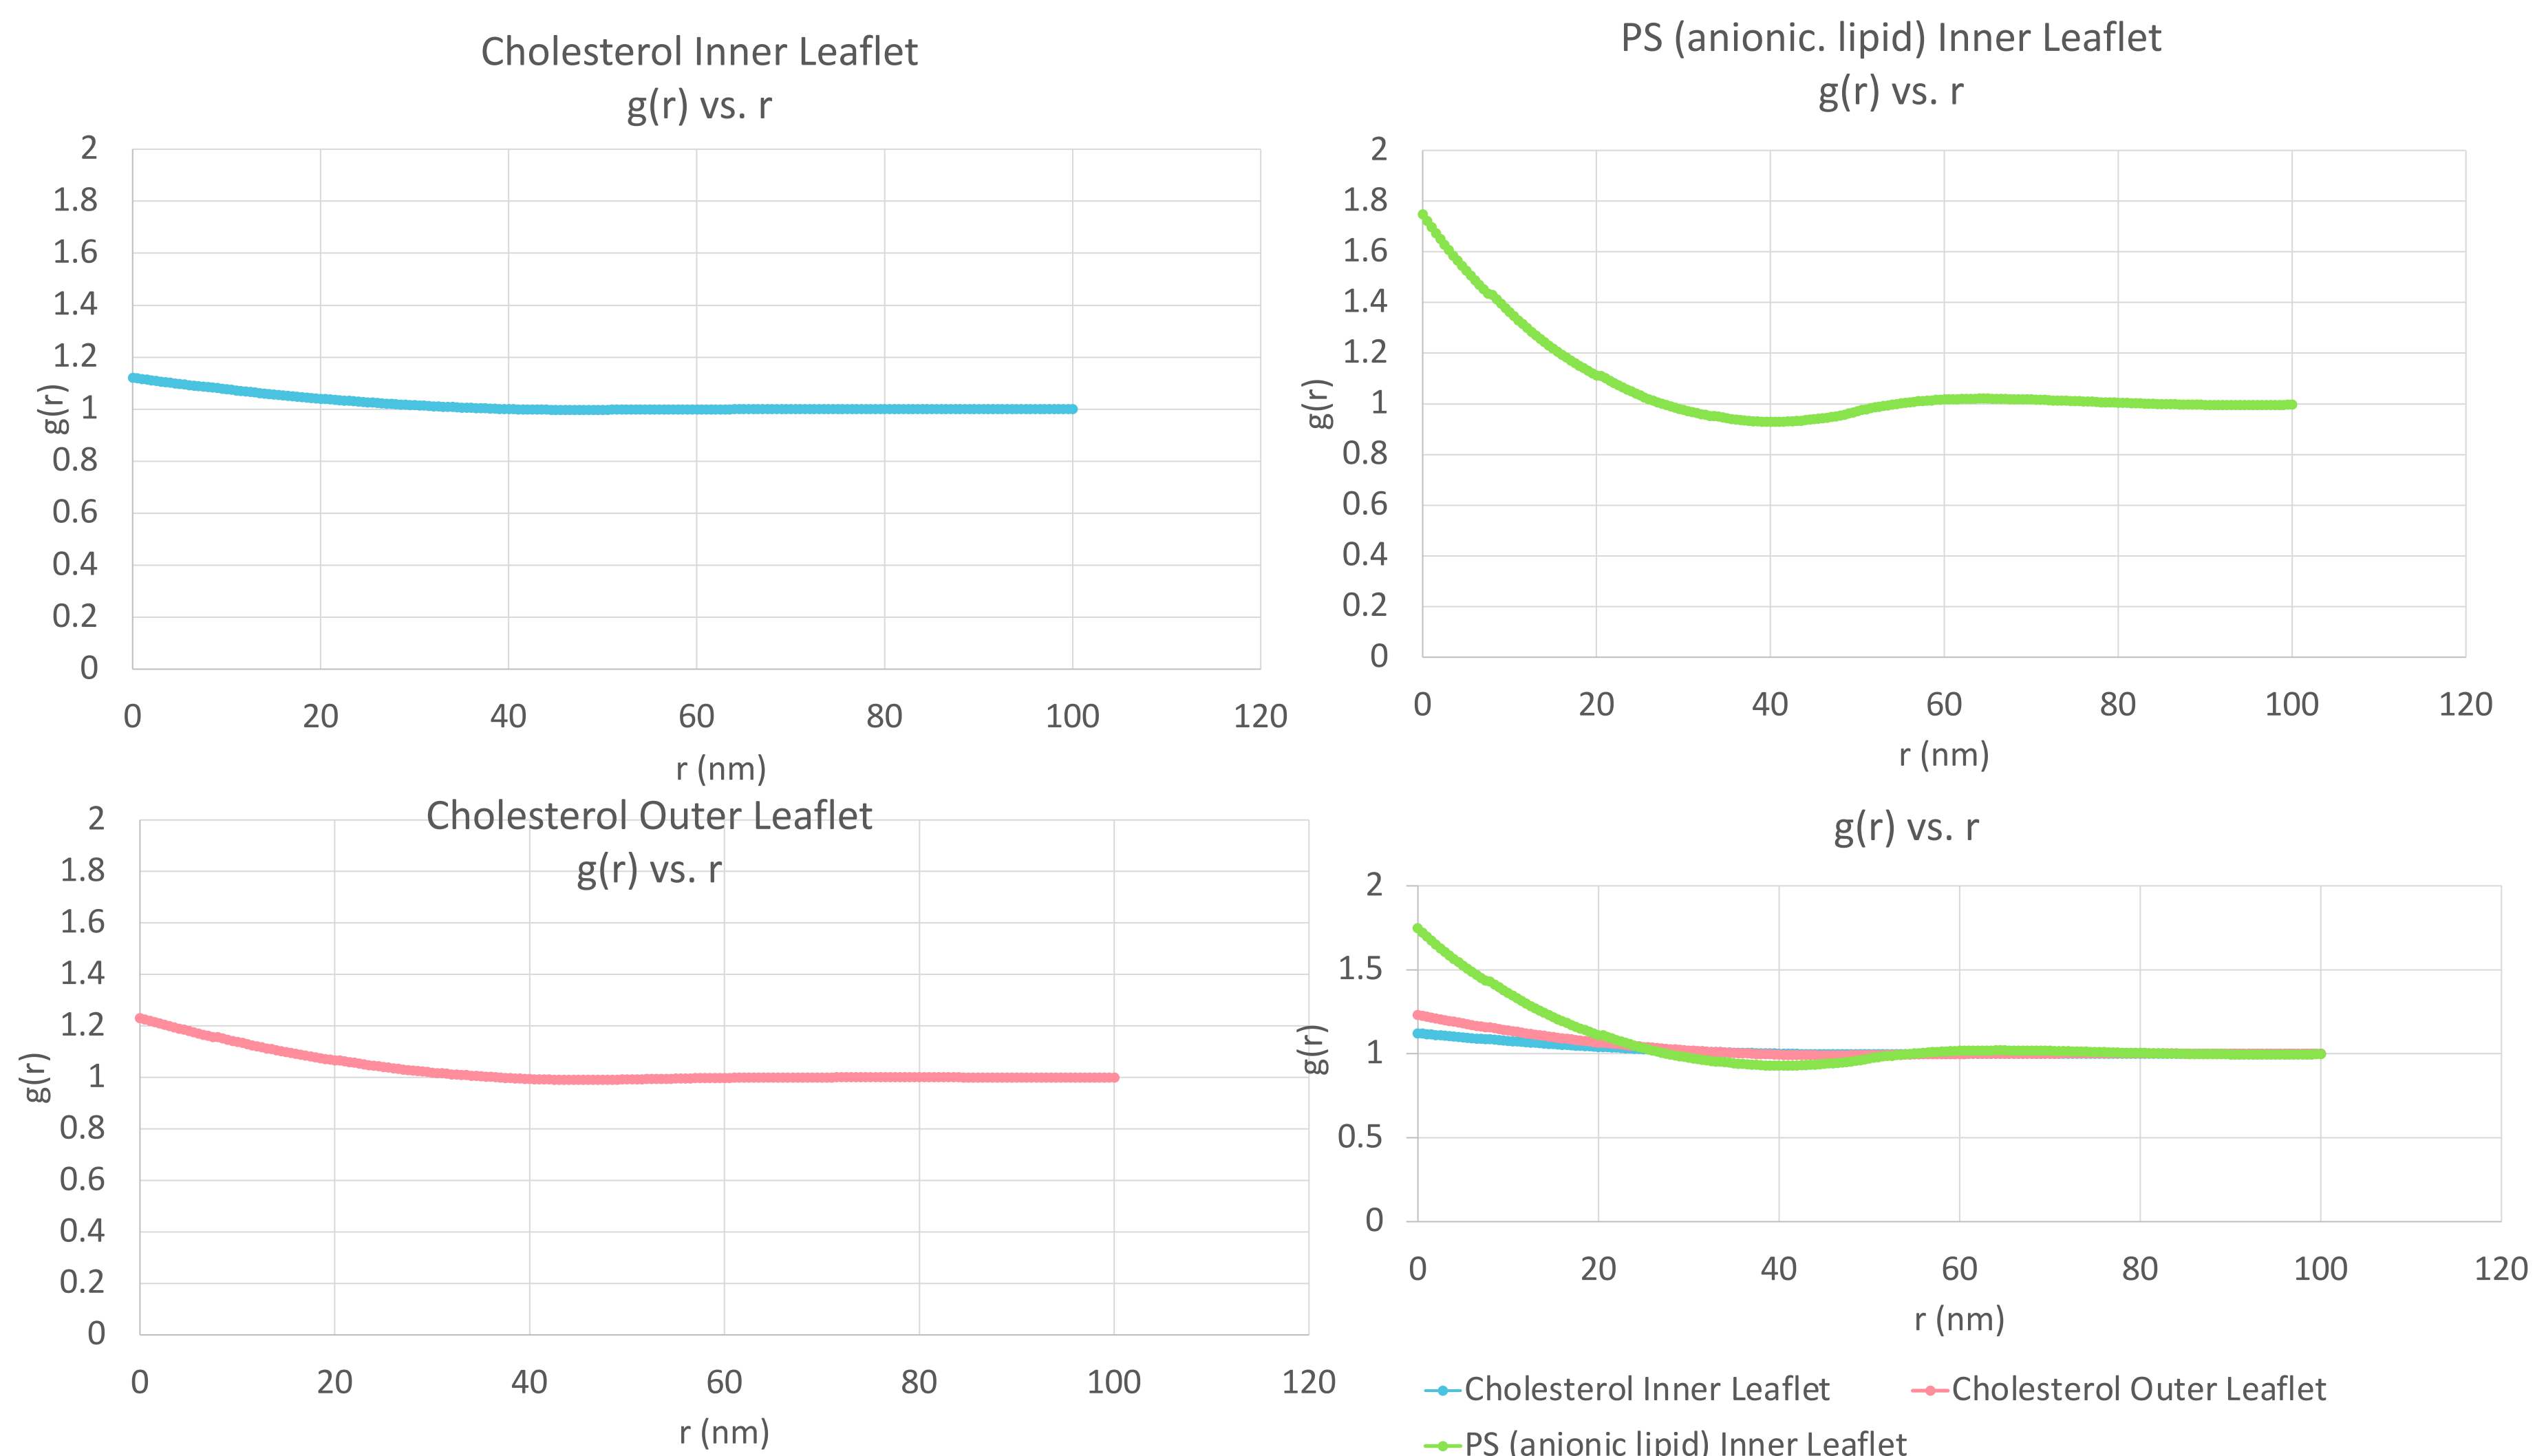 Cholesterol Inner Leaflet
g(r) vs. r
2
1.8
1.6
1.4
1.2
1
0.8
0.6
0.4
0.2
0
g(r)
0 20 40 60 80 100 120
r (nm)
PS (anionic. lipid) Inner Leaflet
g(r) vs. r
2
1.8
1.6
1.4
1.2
1
0.8
0.6
0.4
0.2
0
g(r)
0 20 40 60 80 100 120
r (nm)
Cholesterol Outer Leaflet
g(r) vs. r
2
1.8
1.6
1.4
1.2
1
0.8
0.6
0.4
0.2
0
g(r)
0 20 40 60 80 100 120
r (nm)
g(r) vs. r
2
1.5
1
0.5
0
g(r)
0 20 40 60 80 100 120
r (nm)
Cholesterol Inner Leaflet Cholesterol Outer Leaflet
PS (anionic lipid) Inner Leaflet